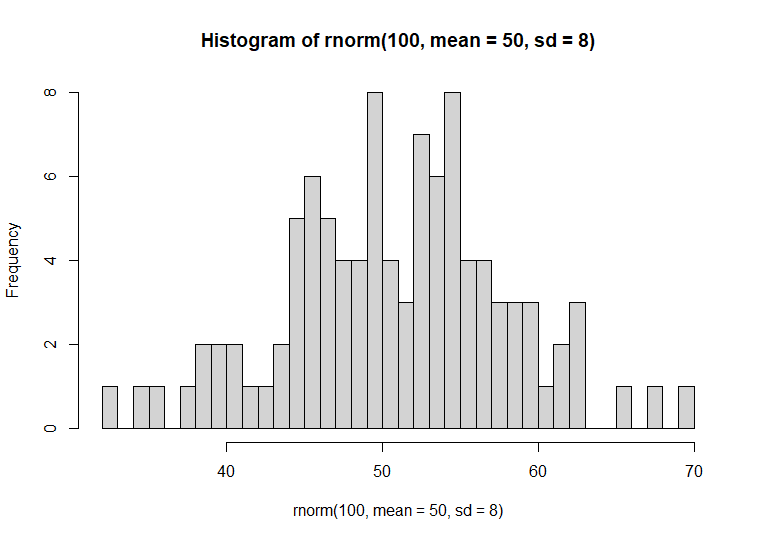 Histogram of rnorm(100, mean = 50, sd = 8)
Frequency
8
6
4
2
0
40 50 60 70
rnorm(100, mean = 50, sd = 8)